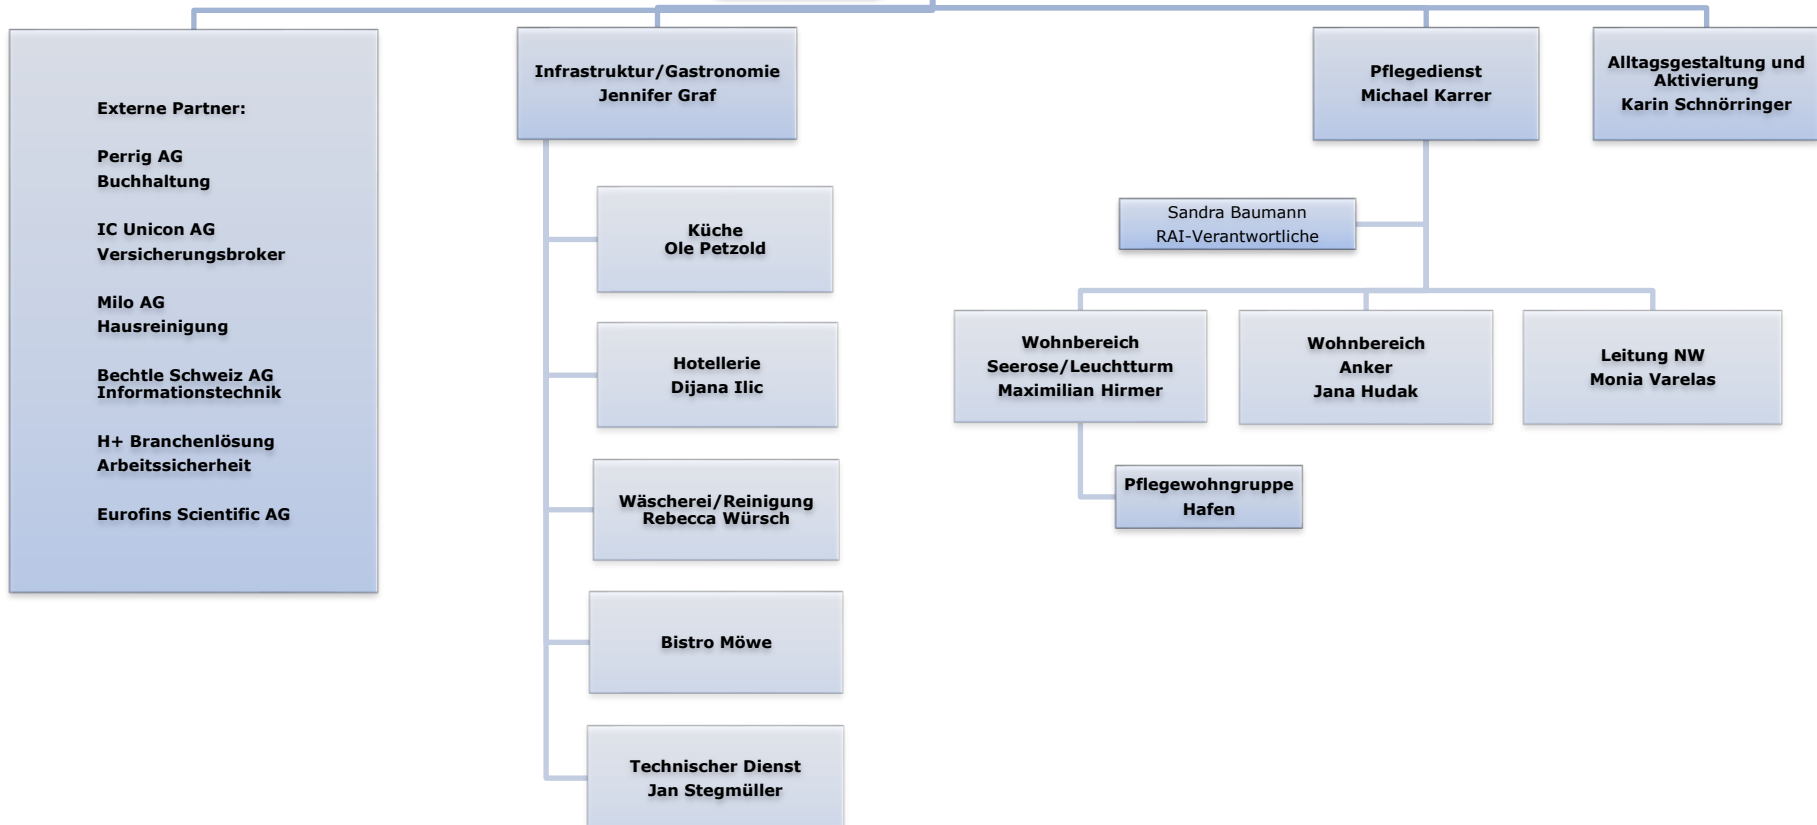 Externe Partner:
Perrig AG
Buchhaltung
IC Unicon AG
Versicherungsbroker
Milo AG
Hausreinigung
Bechtle Schweiz AG
Informationstechnik
H+ Branchenlösung
Arbeitssicherheit
Eurofins Scientific AG
Infrastruktur/Gastronomie
Jennifer Graf
Küche
Ole Petzold
Hotellerie
Dijana Ilic
Wäscherei/Reinigung
Rebecca Würsch
Bistro Möwe
Technischer Dienst
Jan Stegmüller
Pflegedienst
Michael Karrer
Sandra Baumann
RAI-Verantwortliche
Wohnbereich
Seerose/Leuchtturm
Maximilian Hirmer
Pflegewohngruppe
Hafen
Wohnbereich
Anker
Jana Hudak
Leitung NW
Monia Varelas
Alltagsgestaltung und
Aktivierung
Karin Schnörringer